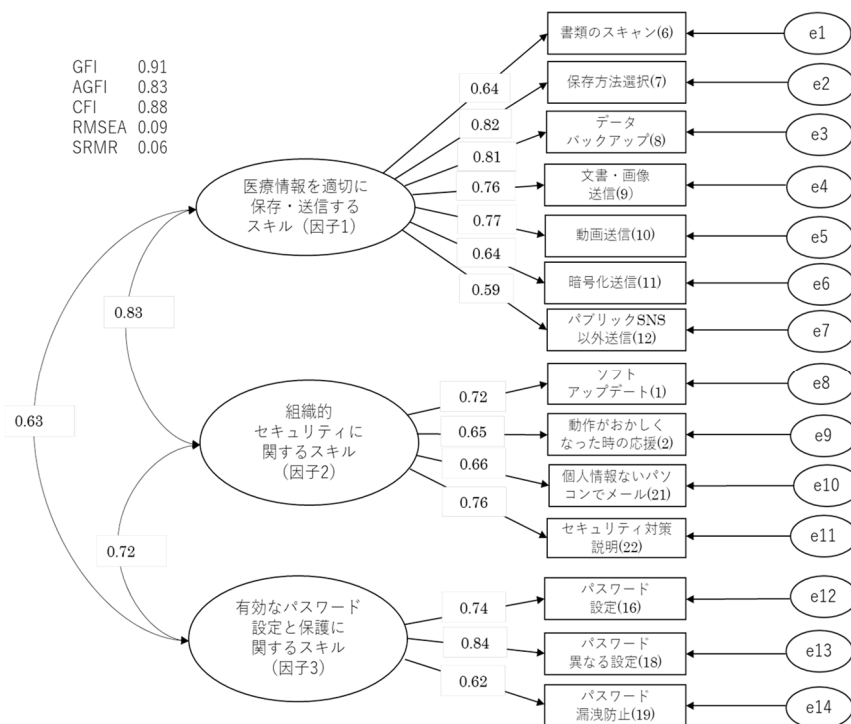 GFI 0.91
AGFI 0.83
CFI 0.88
RMSEA 0.09
SRMR 0.06
医療情報を適切に
保存・送信する
スキル（因子1）
0.64
0.82
0.81
0.76
0.77
0.64
0.59
書類のスキャン(6)
保存方法選択(7)
データ
バックアップ(8)
文書・画像
送信(9)
動画送信(10)
暗号化送信(11)
パブリックSNS
以外送信(12)
e1
e2
e3
e4
e5
e6
e7
0.83
0.63
0.72
組織的
セキュリティに
関するスキル
（因子2）
0.72
0.65
0.66
0.76
ソフト
アップデート(1)
動作がおかしく
なった時の応援(2)
個人情報ないパソ
コンでメール(21)
セキュリティ対策
説明(22)
e8
e9
e10
e11
有効なパスワード
設定と保護に
関するスキル
（因子3）
0.74
0.84
0.62
パスワード
設定(16)
パスワード
異なる設定(18)
パスワード
漏洩防止(19)
e12
e13
e14